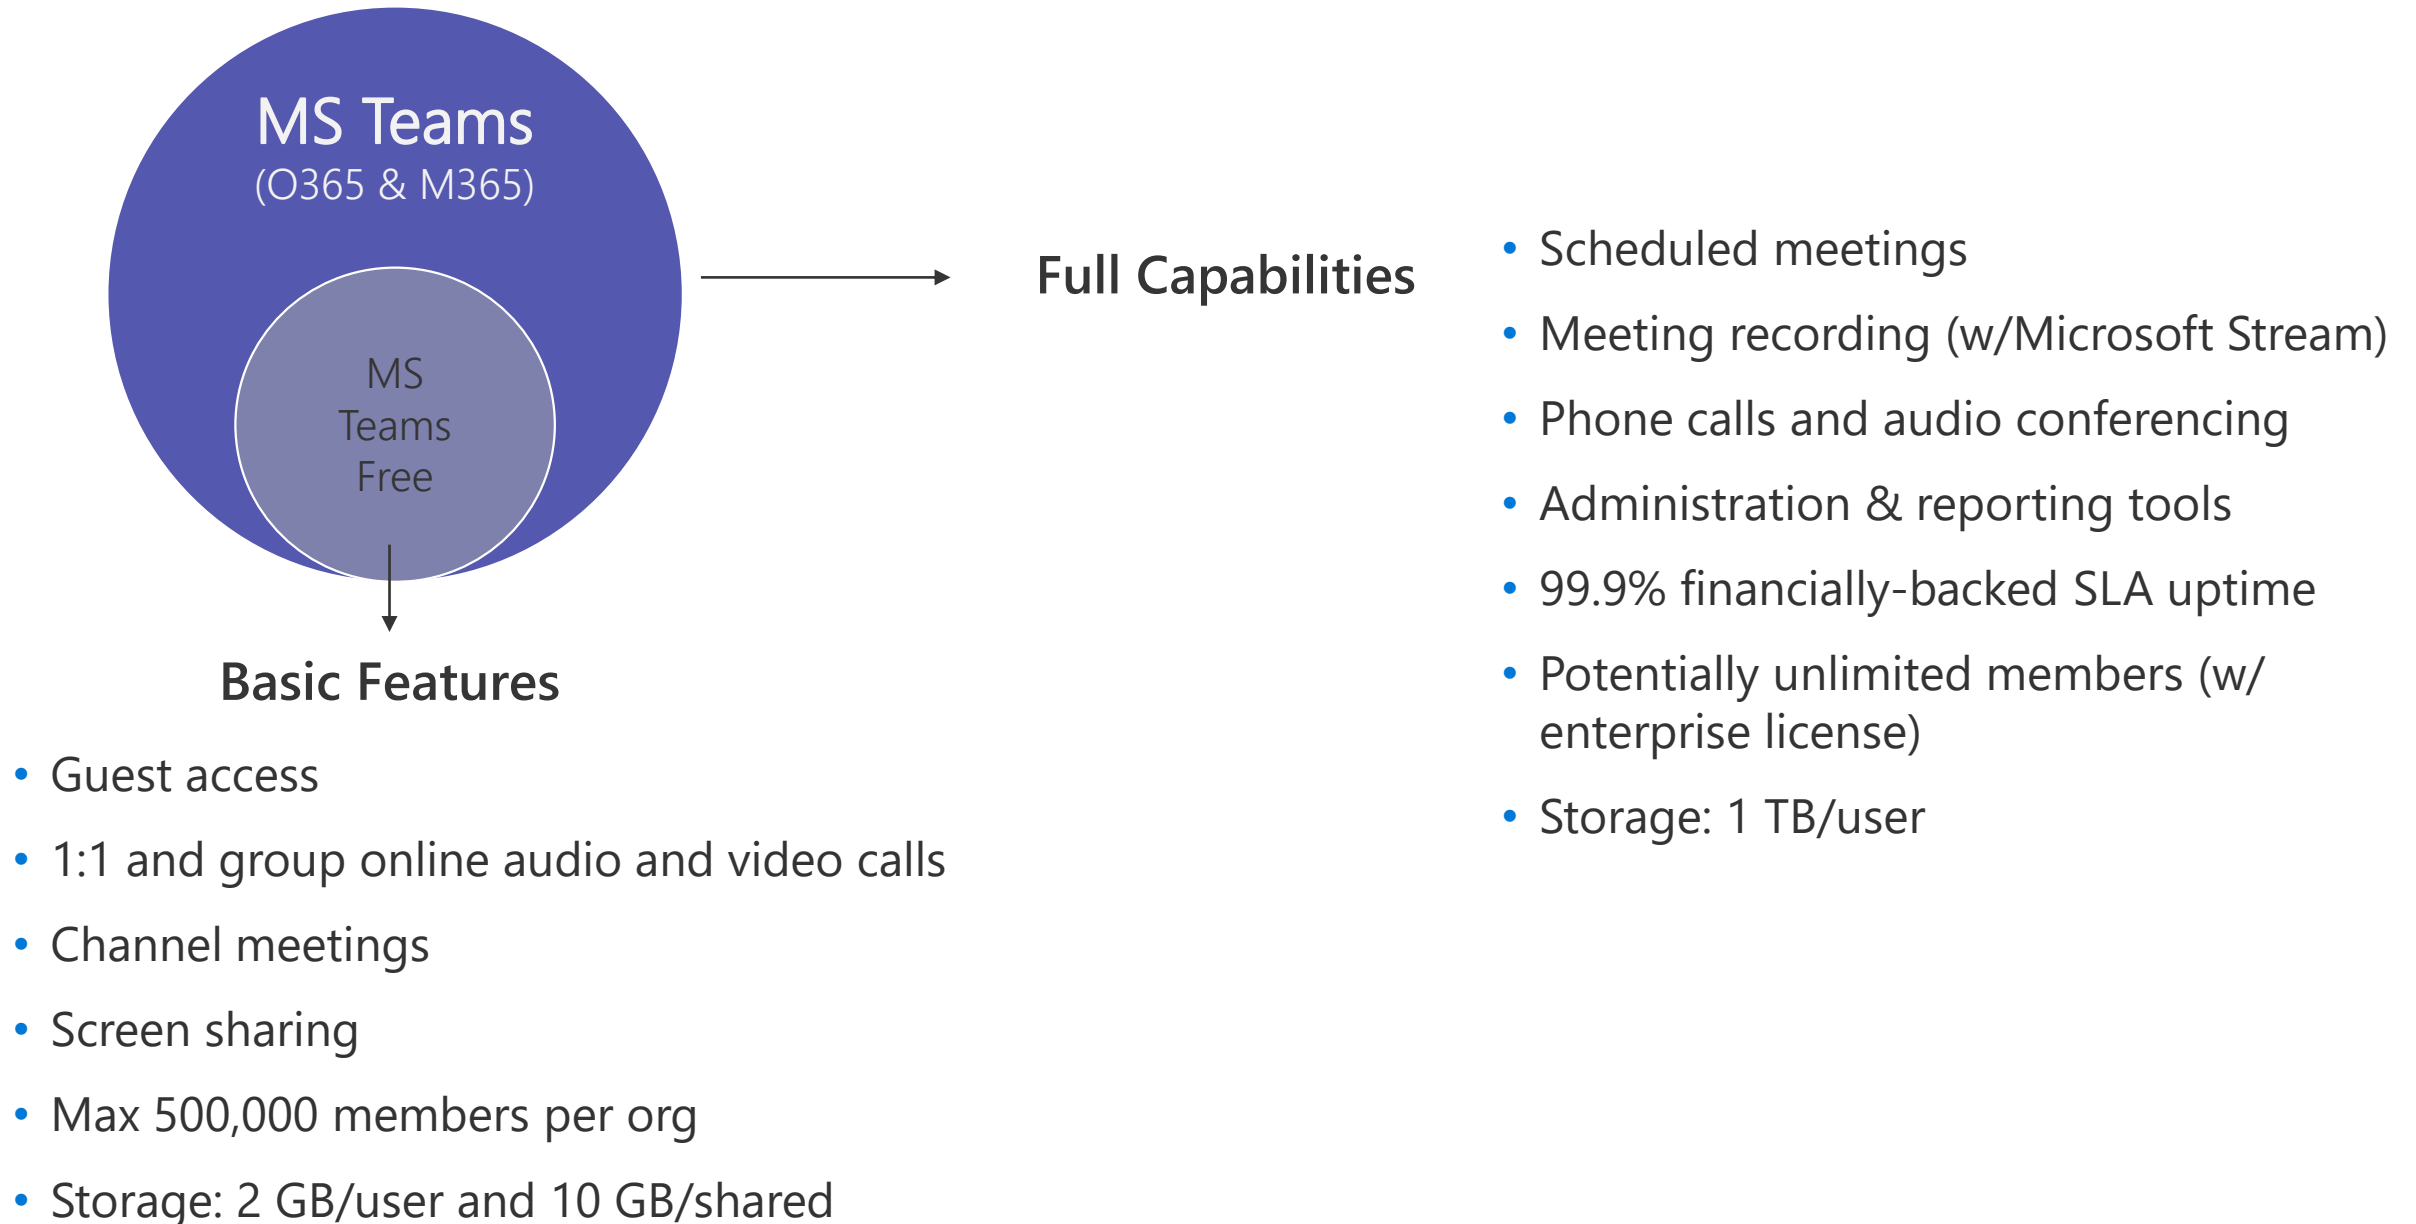 MS Teams
(O365 & M365)
MS
Teams
Free
Basic Features
• Guest access
• 1:1 and group online audio and video calls
• Channel meetings
• Screen sharing
• Max 500,000 members per org
• Storage: 2 GB/user and 10 GB/shared
Full Capabilities
• Scheduled meetings
• Meeting recording (w/Microsoft Stream)
• Phone calls and audio conferencing
• Administration & reporting tools
• 99.9% financially-backed SLA uptime
• Potentially unlimited members (w/
enterprise license)
• Storage: 1 TB/user